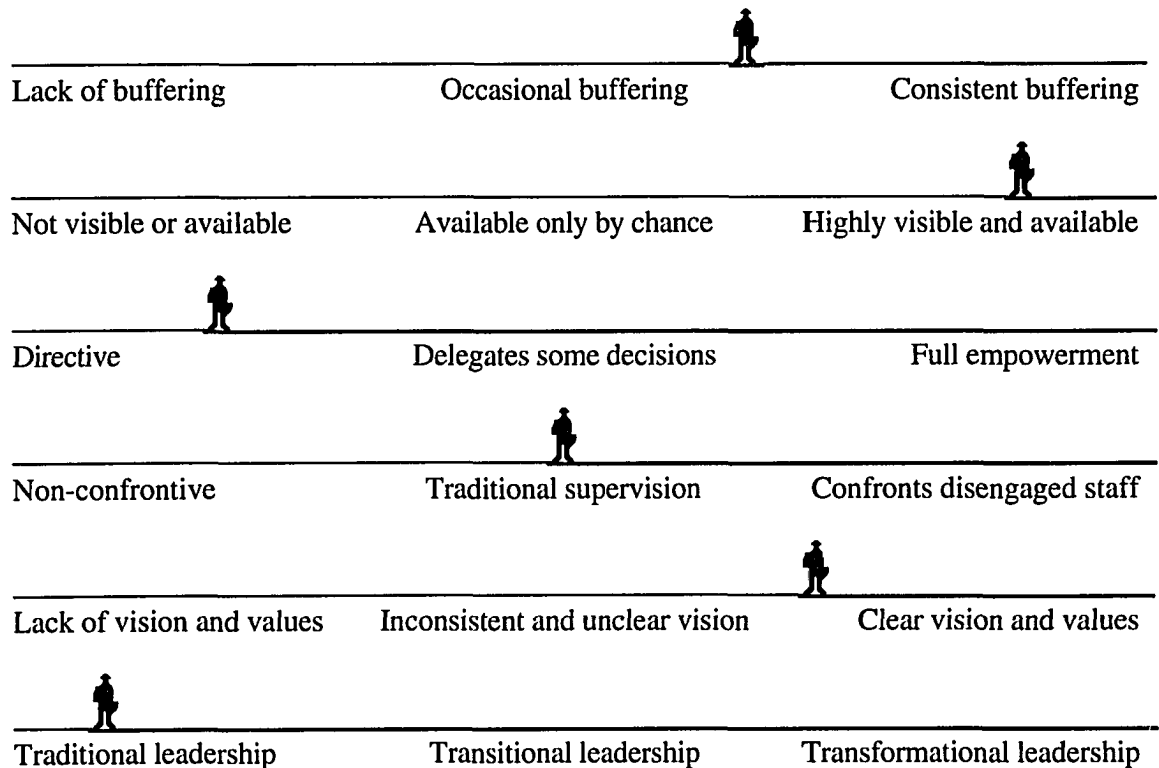 Lack of buffering Occasional buffering Consistent buffering
Not visible or available Available only by chance Highly visible and available
Directive Delegates some decisions Full empowerment
Non-confrontive Traditional supervision Confronts disengaged staff
Lack of vision and values Inconsistent and unclear vision Clear vision and values
Traditional leadership Transitional leadership Transformational leadership